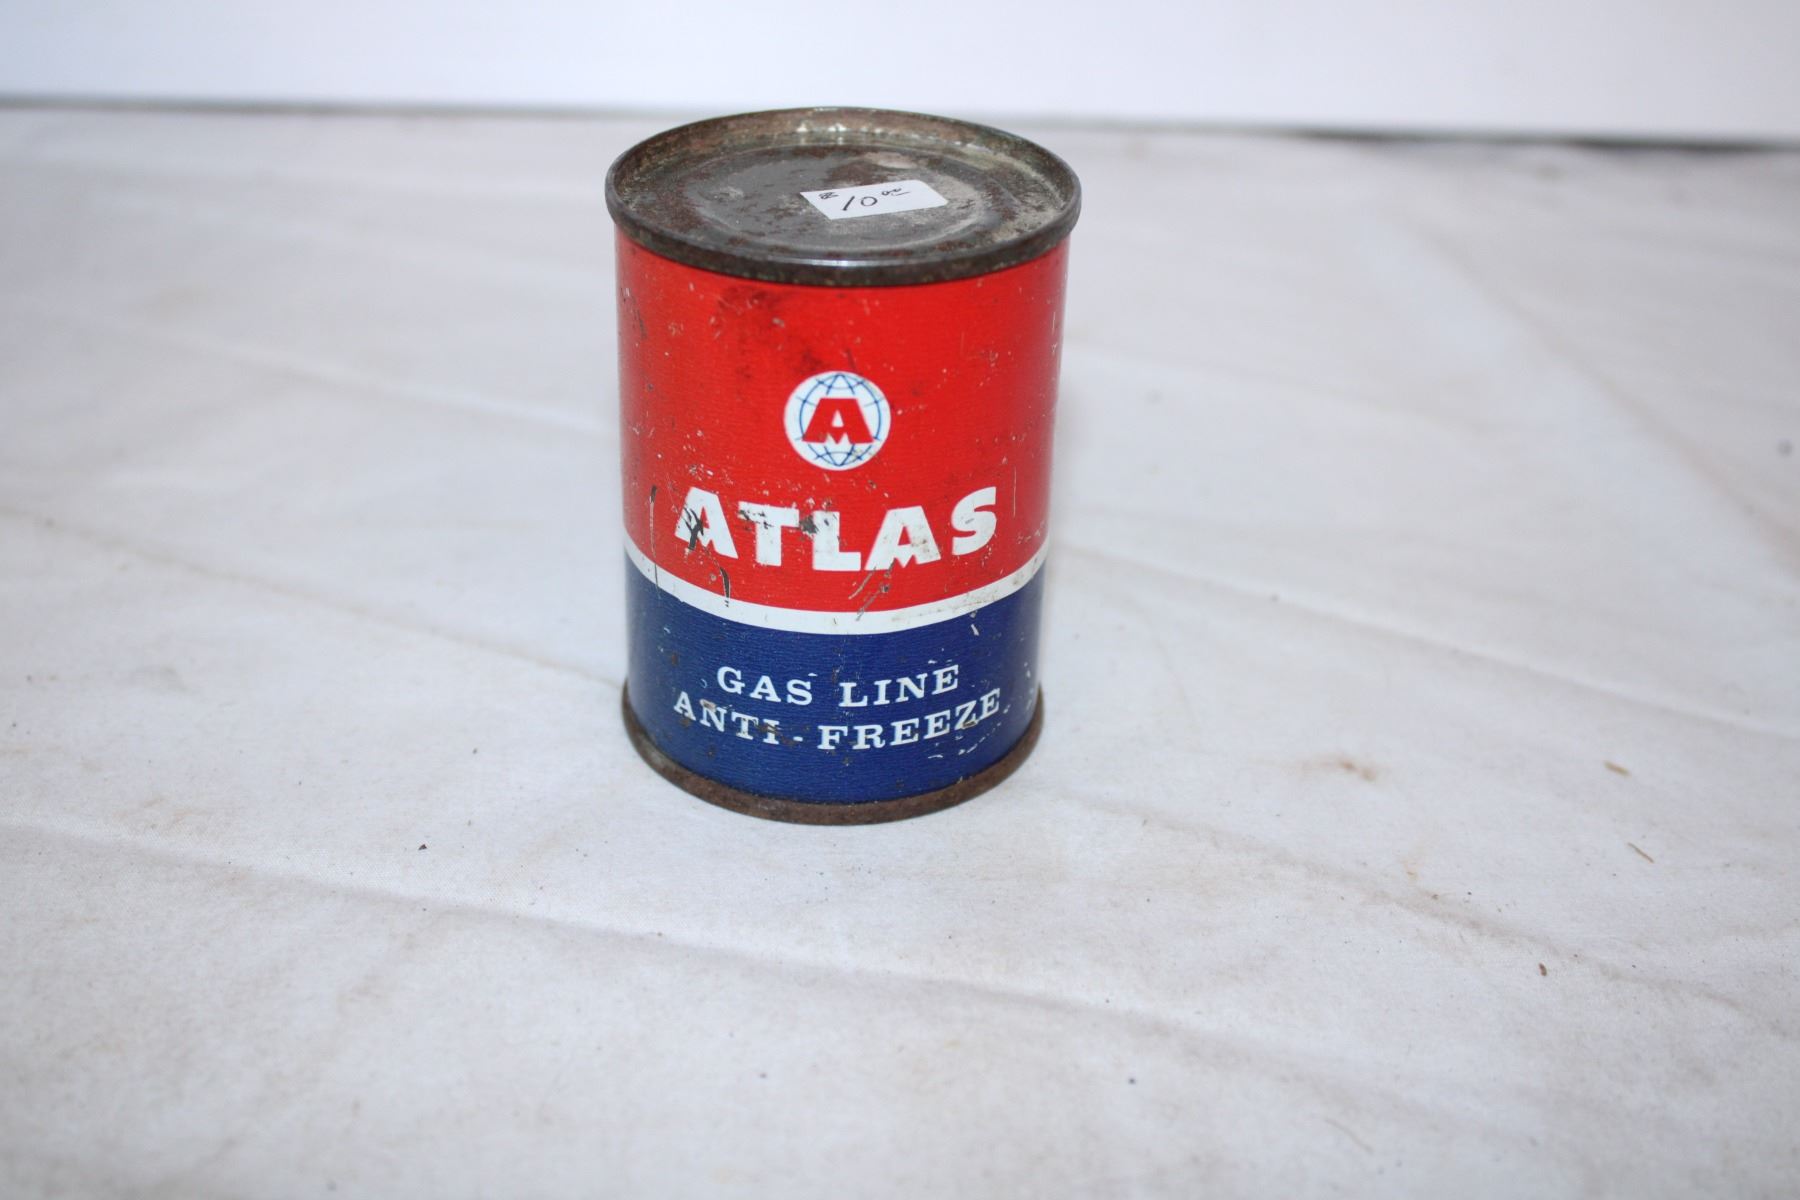 10 00
A
ATLAS
GAS LINE
ANTI-FREEZE